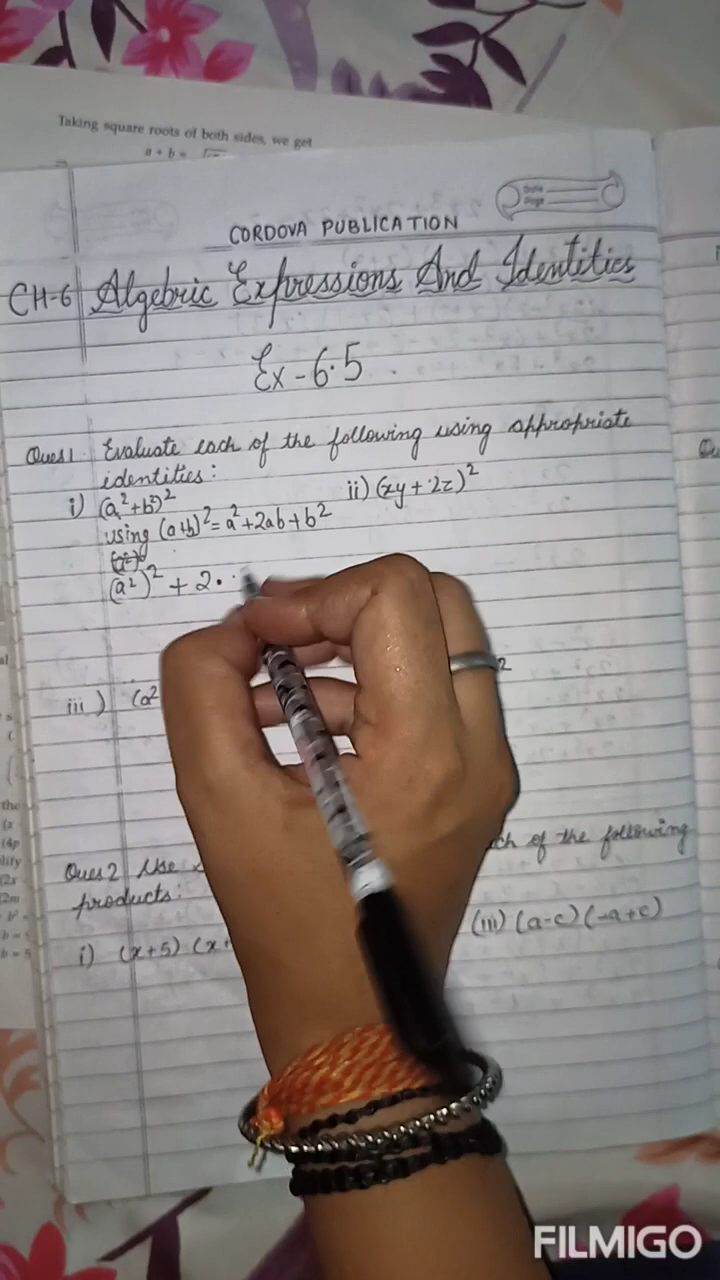 Taking square roots of both sides, we get
a + b =
Date
Page
CORDOVA PUBLICATION
CH-6 Algebric Expressions And Identities
Ex - 6.5
Ques1. Evaluate each of the following using appropriate
identities:
i) (a²+b²)² ii) (xy+2z)²
using (a+b)² = a²+2ab+b²
(a²)² + 2.
iii) (a²
Ques2 Use ch of the following
products:
i) (x+5) (x+ (iii) (a-c) (-a+c)
FILMIGO